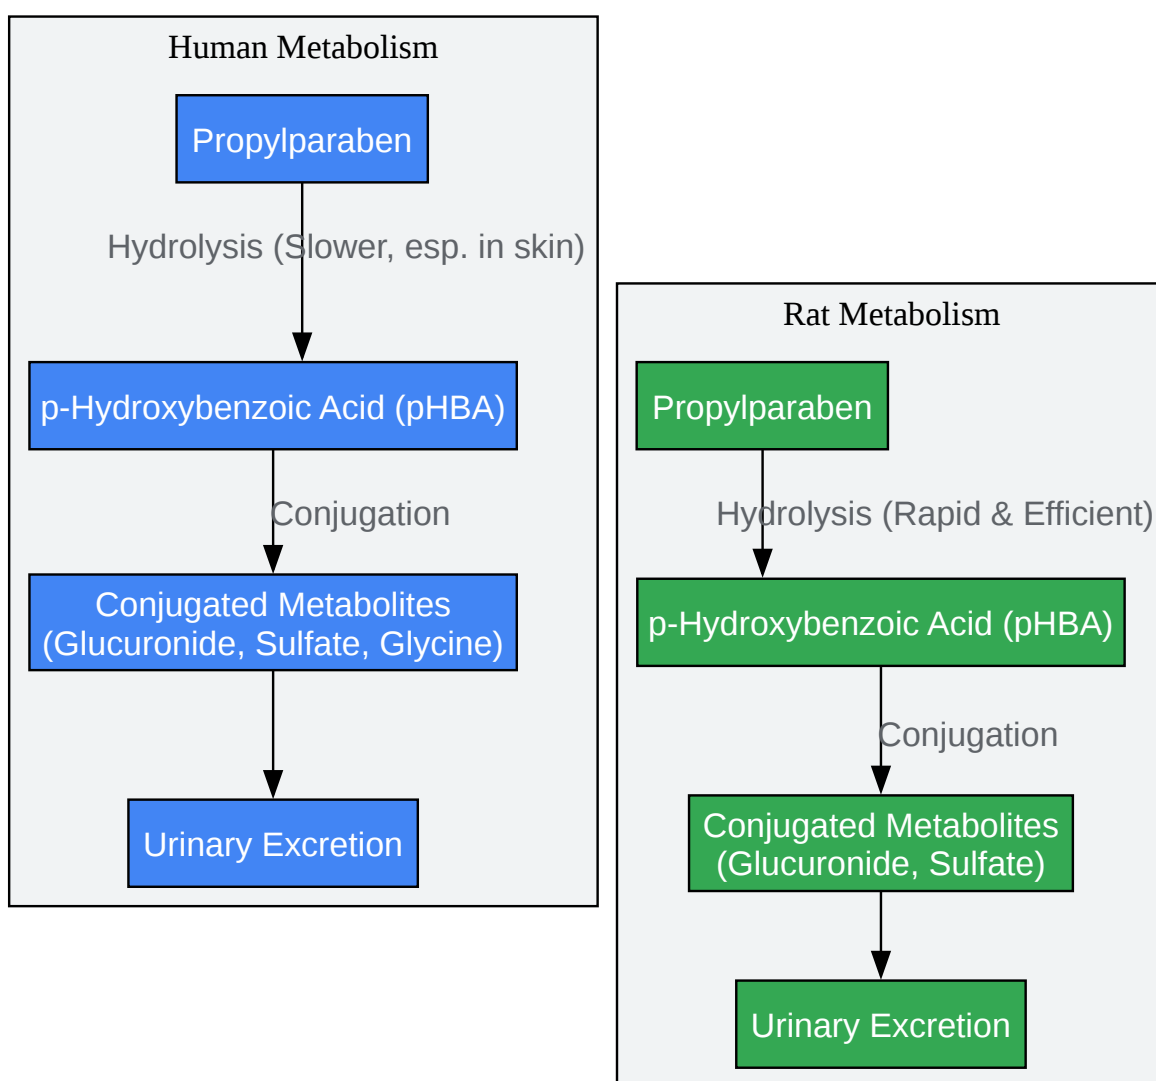 Human Metabolism
Propylparaben
Hydrolysis (Slower, esp. in skin)
p-Hydroxybenzoic Acid (pHBA)
Conjugation
Conjugated Metabolites
(Glucuronide, Sulfate, Glycine)
Urinary Excretion
Rat Metabolism
Propylparaben
Hydrolysis (Rapid & Efficient)
p-Hydroxybenzoic Acid (pHBA)
Conjugation
Conjugated Metabolites
(Glucuronide, Sulfate)
Urinary Excretion